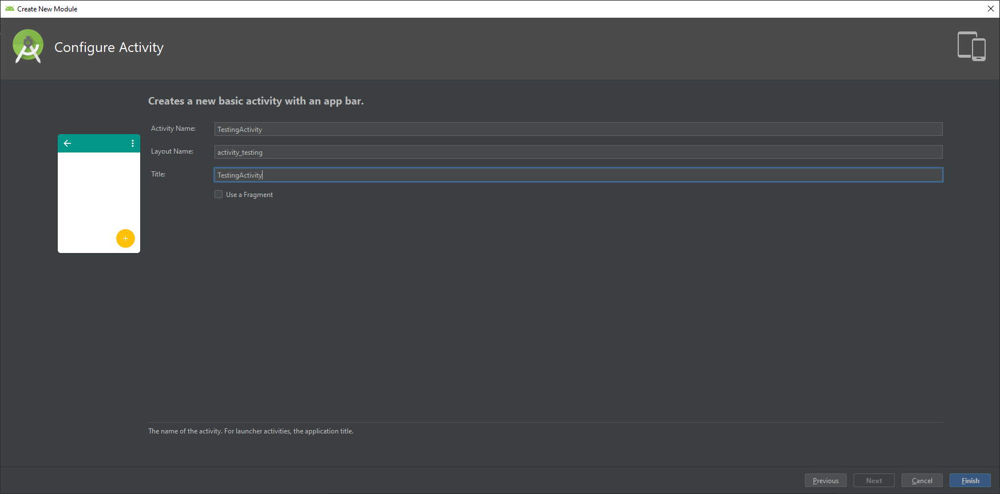 Create New Module
Configure Activity
Creates a new basic activity with an app bar.
Activity Name: TestingActivity
Layout Name: activity_testing
Title: TestingActivity
Use a Fragment
The name of the activity. For launcher activities, the application title.
Previous Next Cancel Finish